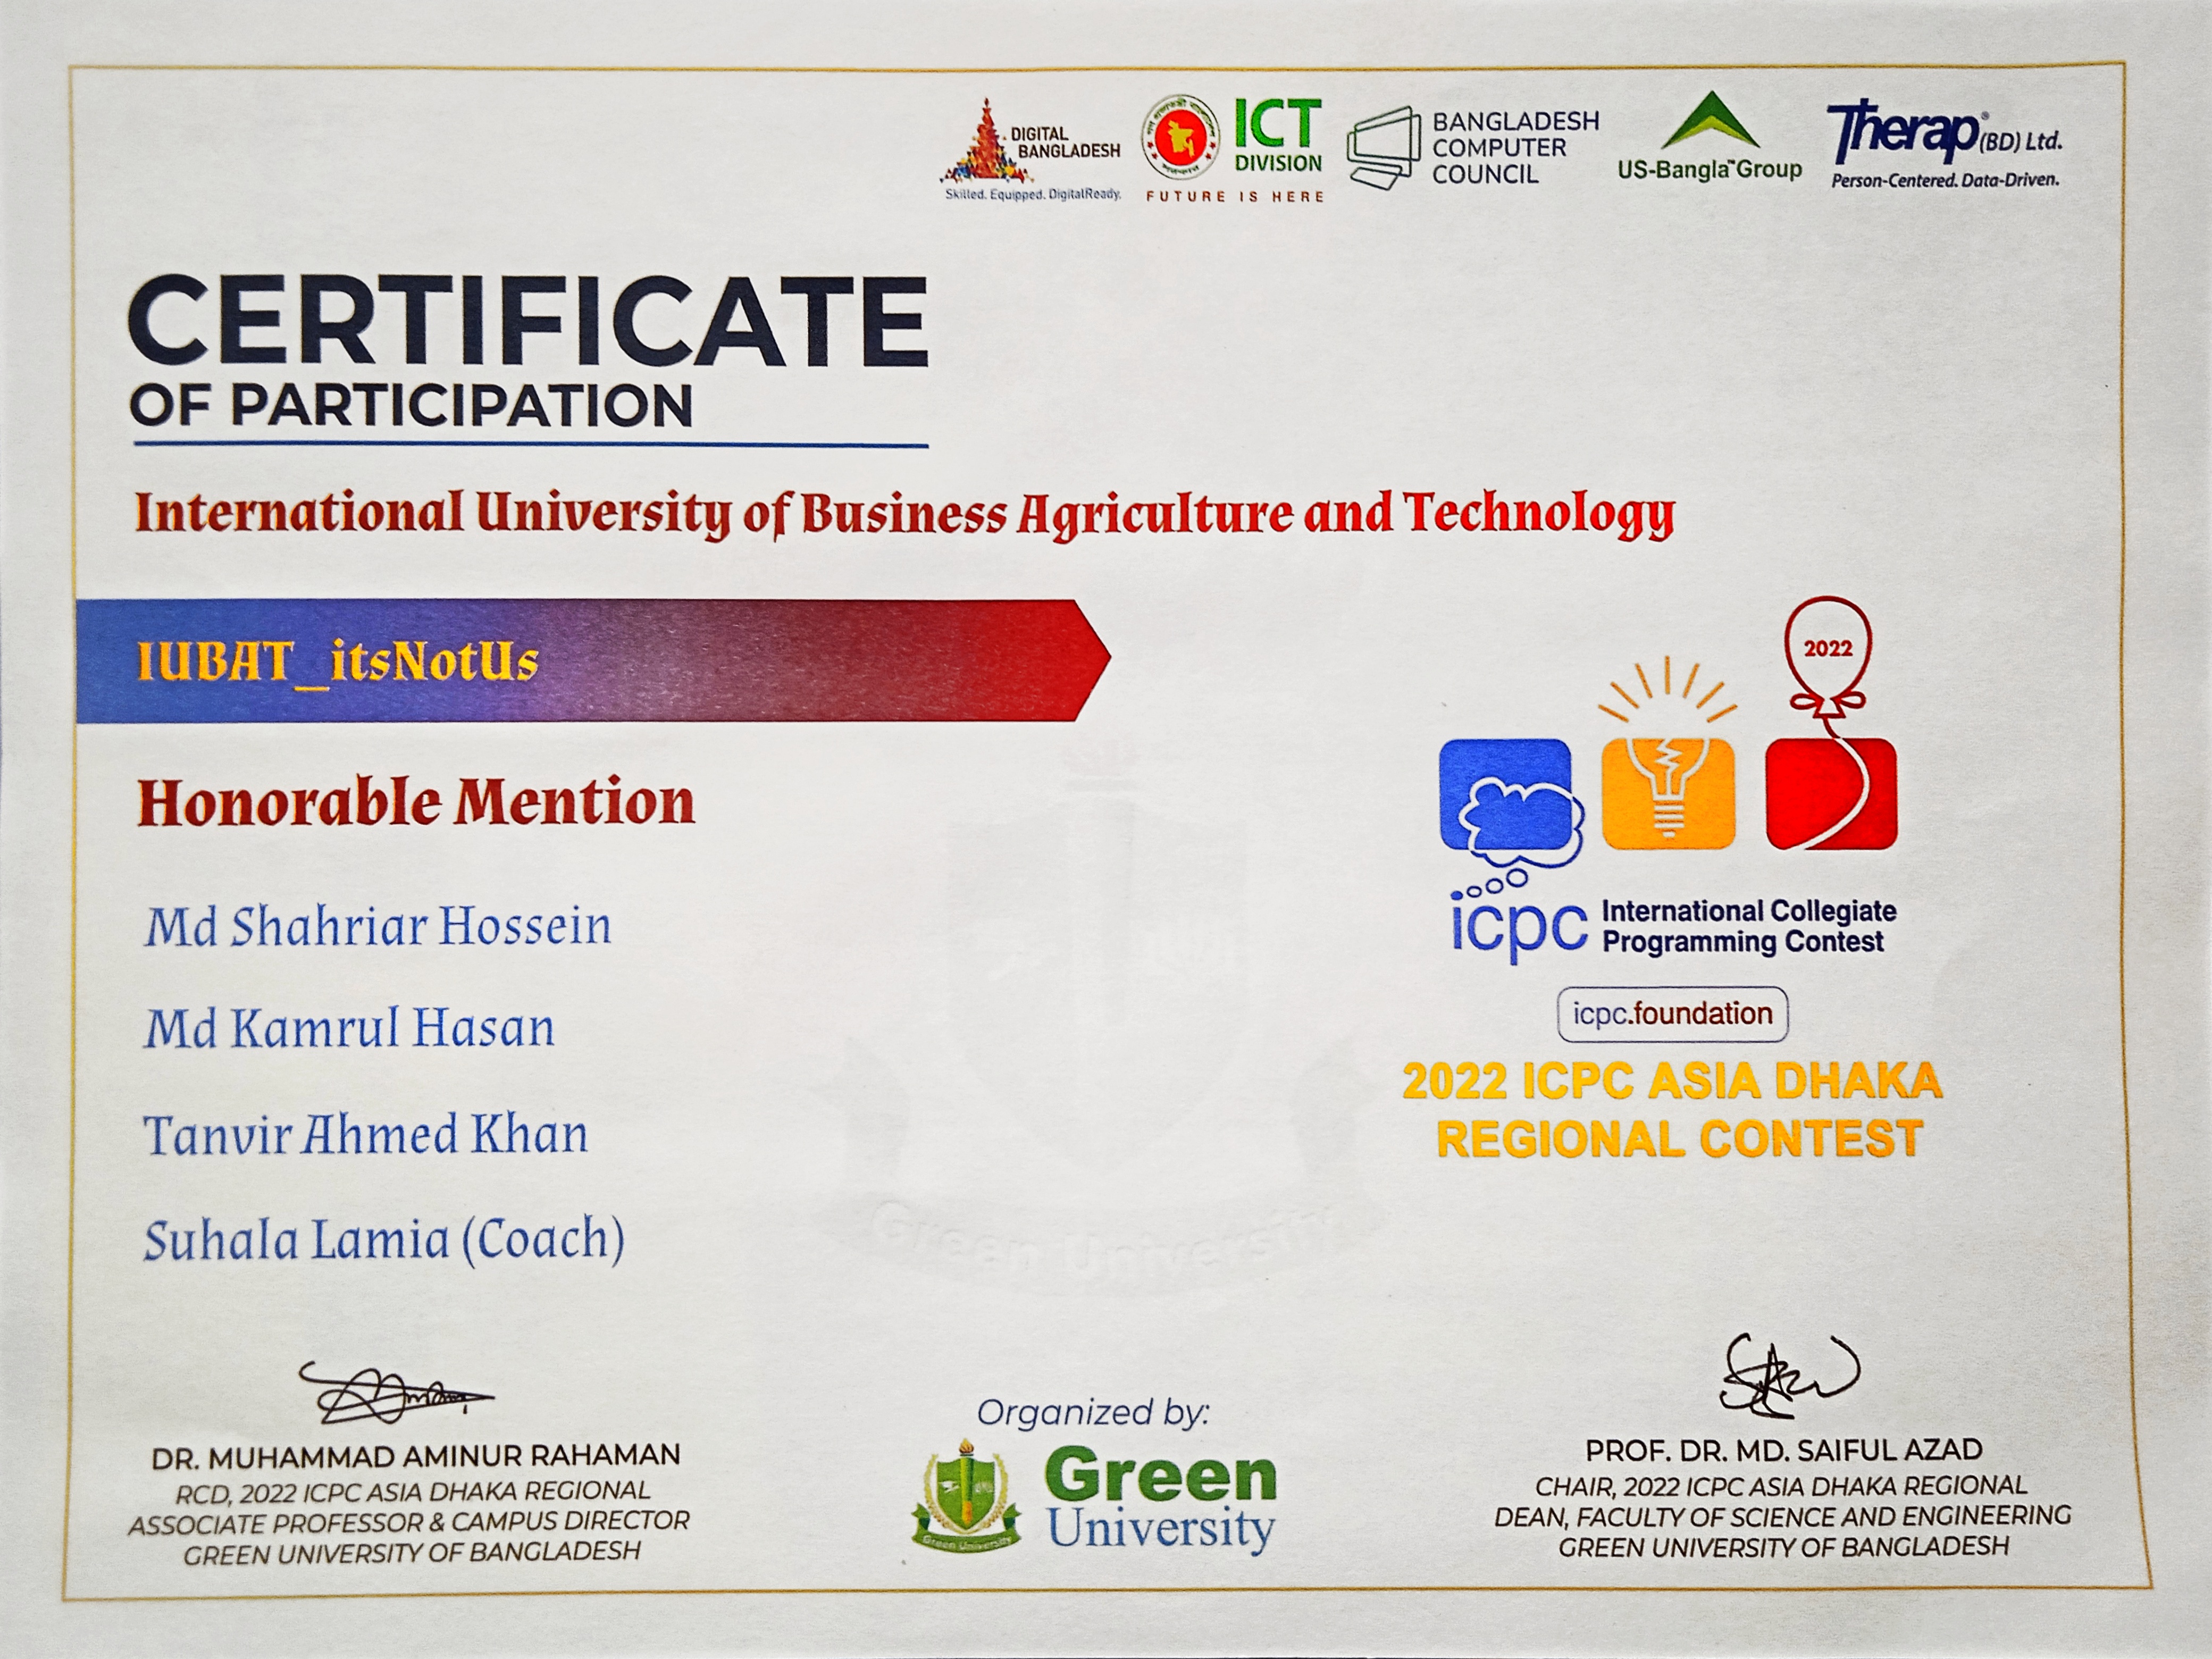 DIGITAL
BANGLADESH
Skilled. Equipped. DigitalReady.
ICT
DIVISION
FUTURE IS HERE
BANGLADESH
COMPUTER
COUNCIL
US-Bangla™Group
Therap® (BD) Ltd.
Person-Centered. Data-Driven.
CERTIFICATE
OF PARTICIPATION
International University of Business Agriculture and Technology
IUBAT_itsNotUs
Honorable Mention
Md Shahriar Hossein
Md Kamrul Hasan
Tanvir Ahmed Khan
Suhala Lamia (Coach)
2022
icpc International Collegiate
Programming Contest
icpc.foundation
2022 ICPC ASIA DHAKA
REGIONAL CONTEST
Green University
DR. MUHAMMAD AMINUR RAHAMAN
RCD, 2022 ICPC ASIA DHAKA REGIONAL
ASSOCIATE PROFESSOR & CAMPUS DIRECTOR
GREEN UNIVERSITY OF BANGLADESH
Organized by:
Green
University
Green University
PROF. DR. MD. SAIFUL AZAD
CHAIR, 2022 ICPC ASIA DHAKA REGIONAL
DEAN, FACULTY OF SCIENCE AND ENGINEERING
GREEN UNIVERSITY OF BANGLADESH